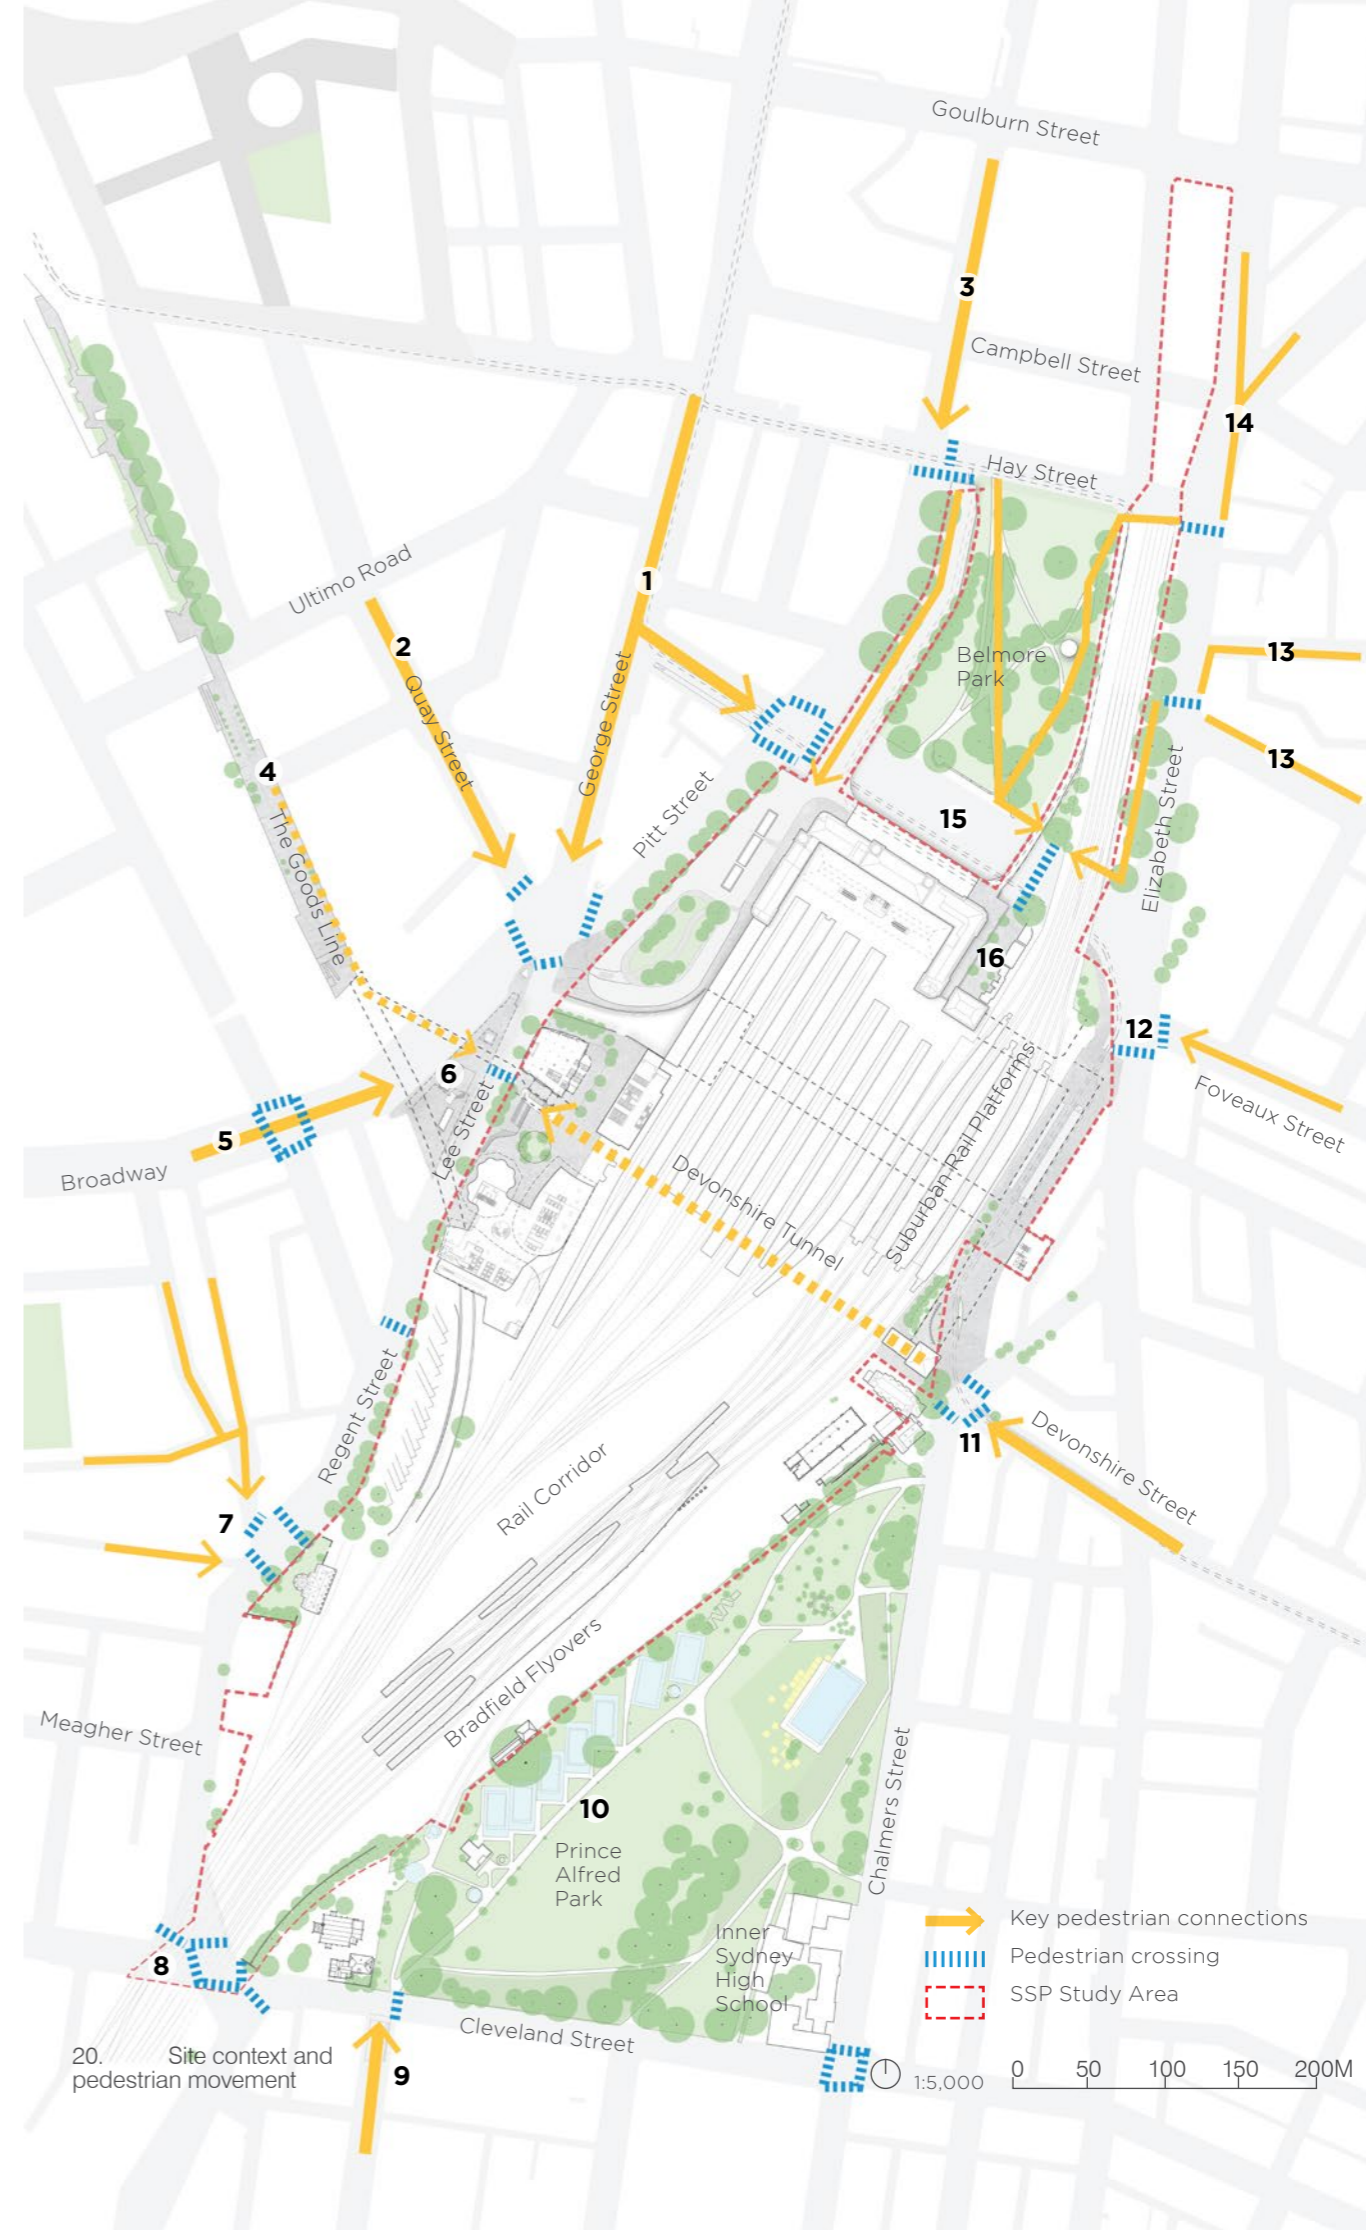 Goulburn Street
3
Campbell Street
14
Hay Street
Ultimo Road
1
2
Quay Street
George Street
Belmore
Park
13
13
4
The Goods Line
Pitt Street
15
Elizabeth Street
16
12
6
Foveaux Street
5
Broadway
Lee Street
Devonshire Tunnel
Suburban Rail Platforms
Regent Street
11
Devonshire Street
7
Rail Corridor
Bradfield Flyovers
Meagher Street
10
Prince
Alfred
Park
Chalmers Street
Inner
Sydney
High
School
Key pedestrian connections
Pedestrian crossing
SSP Study Area
8
Cleveland Street
9
20. Site context and
pedestrian movement
1:5,000
0 50 100 150 200M